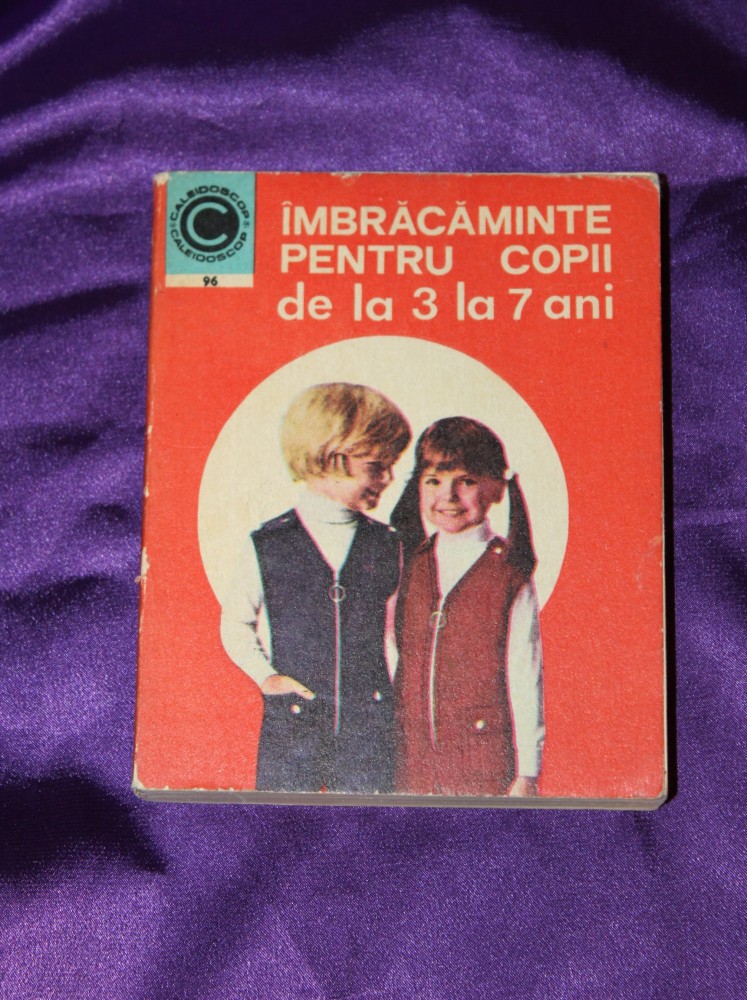 CALEIDOSCOP
CALEIDOSCOP
C
96
ÎMBRĂCĂMINTE
PENTRU COPII
de la 3 la 7 ani